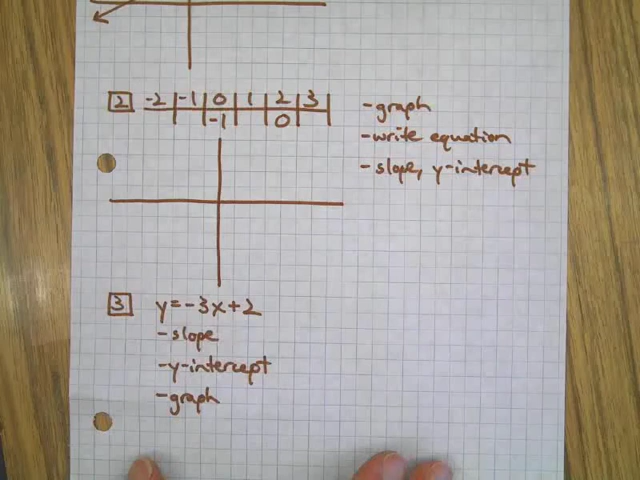 2 -2 -1 0 1 2 3
-1 0
-graph
-write equation
-slope, y-intercept
3 y=-3x+2
-slope
-y-intercept
-graph